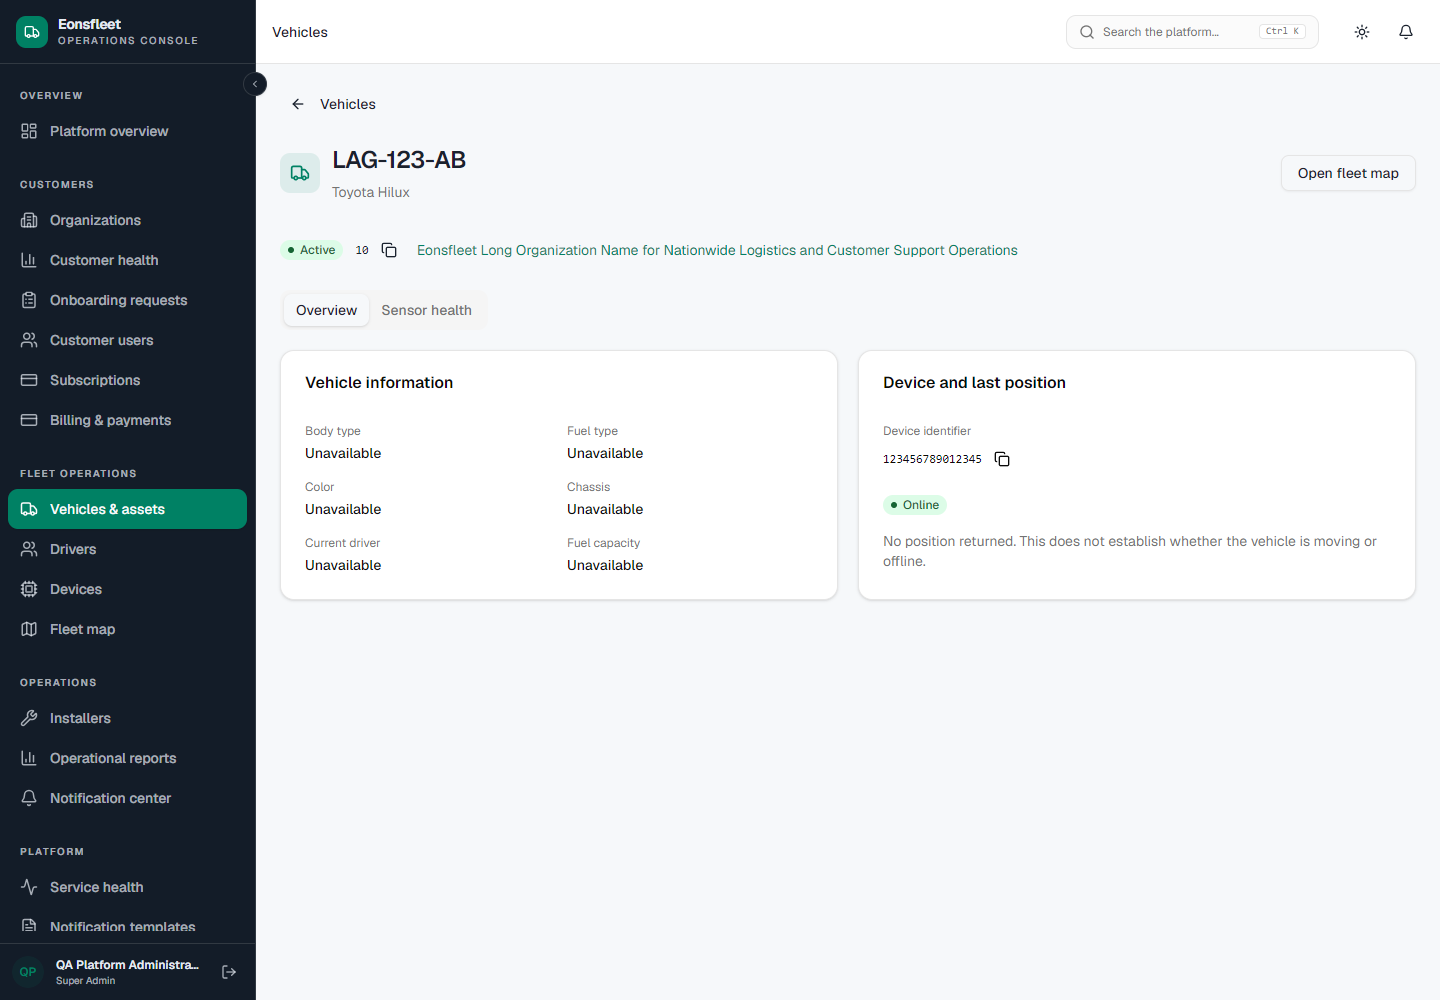 Eonsfleet
OPERATIONS CONSOLE
OVERVIEW
Platform overview
CUSTOMERS
Organizations
Customer health
Onboarding requests
Customer users
Subscriptions
Billing & payments
FLEET OPERATIONS
Vehicles & assets
Drivers
Devices
Fleet map
OPERATIONS
Installers
Operational reports
Notification center
PLATFORM
Service health
Notification templates
QP
QA Platform Administra...
Super Admin
Vehicles
Search the platform...
Ctrl K
Vehicles
LAG-123-AB
Toyota Hilux
Open fleet map
Active
10
Eonsfleet Long Organization Name for Nationwide Logistics and Customer Support Operations
Overview
Sensor health
Vehicle information
Body type
Unavailable
Fuel type
Unavailable
Color
Unavailable
Chassis
Unavailable
Current driver
Unavailable
Fuel capacity
Unavailable
Device and last position
Device identifier
123456789012345
Online
No position returned. This does not establish whether the vehicle is moving or
offline.